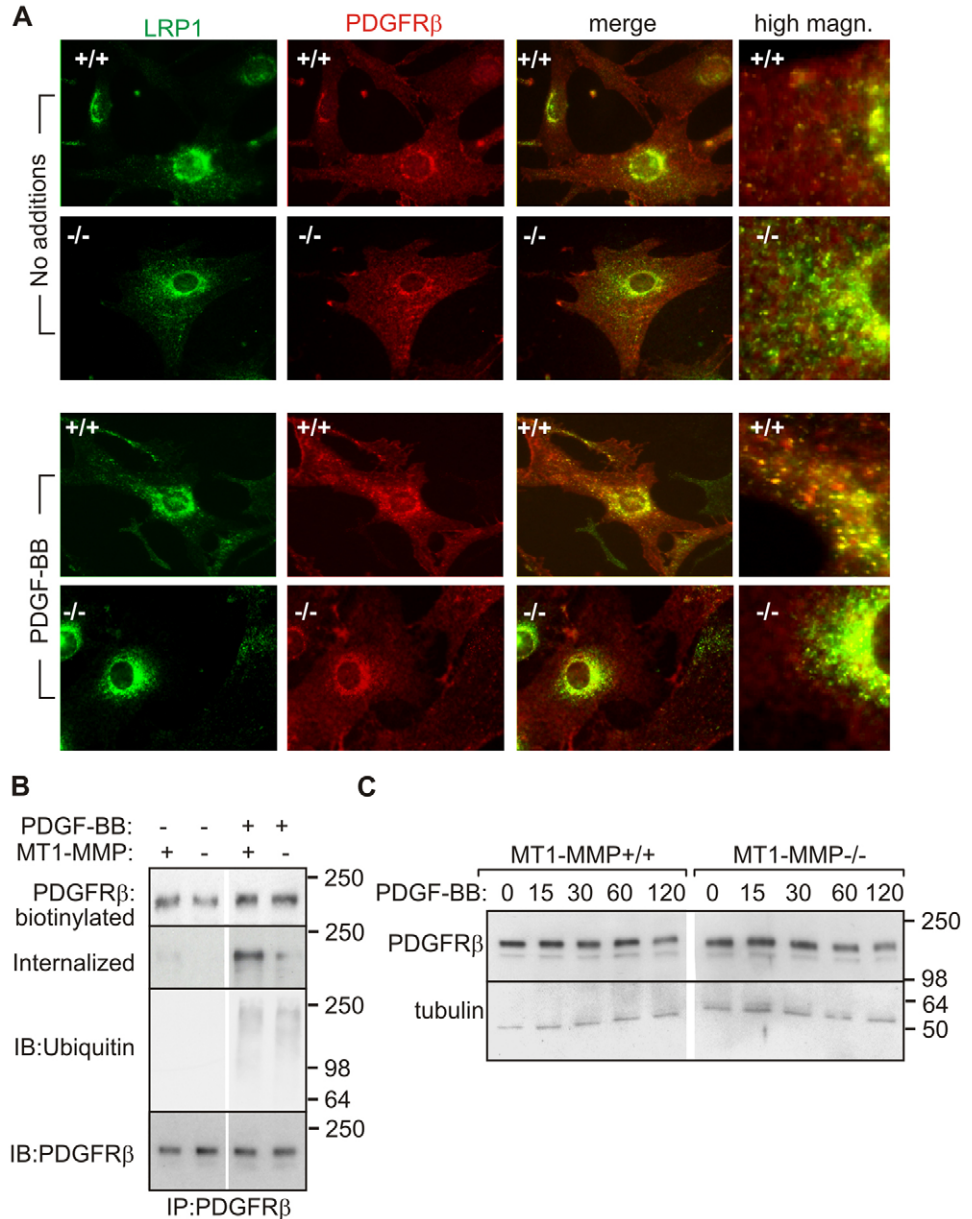 A
LRP1 PDGFRβ merge high magn.
No additions
+/+ +/+ +/+ +/+
-/- -/- -/- -/-
PDGF-BB
+/+ +/+ +/+ +/+
-/- -/- -/- -/-
B
PDGF-BB: - - + +
MT1-MMP: + - + -
PDGFRβ: 250
biotinylated
250
Internalized
250
IB:Ubiquitin
98
64
250
IB:PDGFRβ
IP:PDGFRβ
C
MT1-MMP+/+ MT1-MMP-/-
PDGF-BB: 0 15 30 60 120 0 15 30 60 120
250
PDGFRβ
98
tubulin 64
50